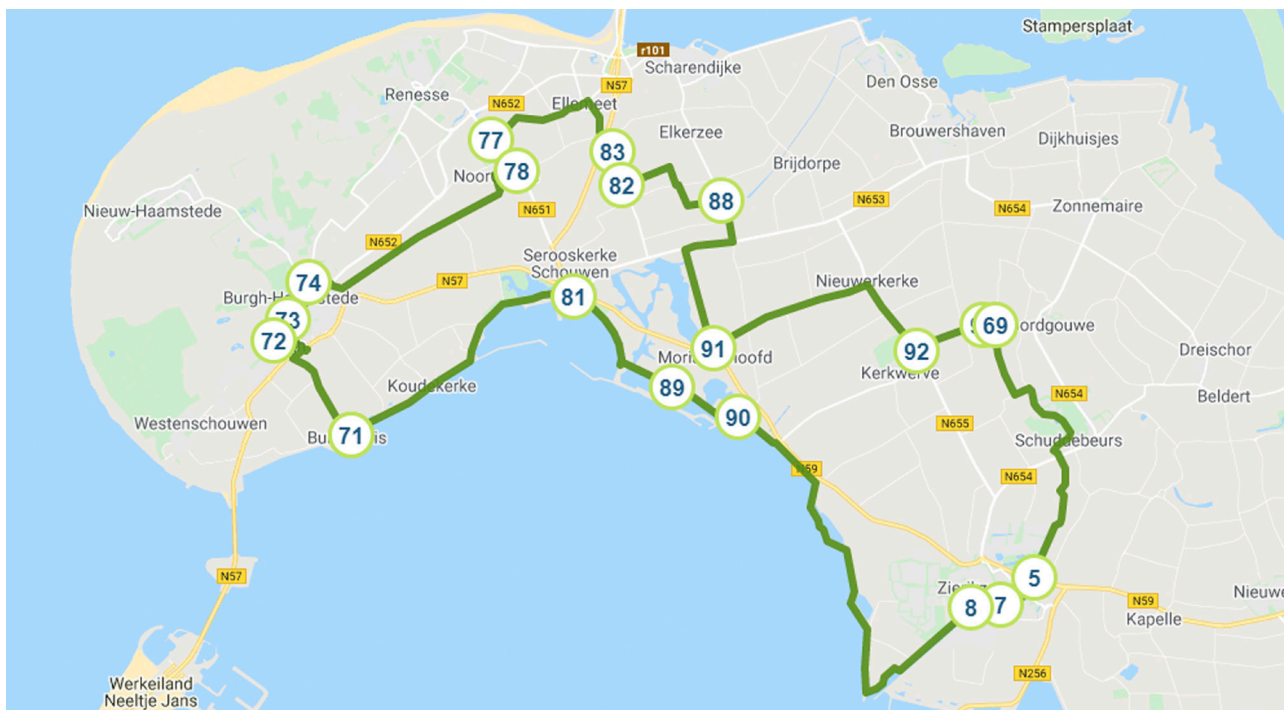 Stampersplaat
r101
Scharendijke
N57
Den Osse
Renesse
N652
Ellemeet
Elkerzee
Brouwershaven
Dijkhuisjes
77
83
78
82
Brijdorpe
88
Nieuw-Haamstede
N651
N653
N654
Zonnemaire
N652
Serooskerke
Schouwen
74
N57
Nieuwerkerke
81
73
72
69
91
92
Dreischor
Kerkwerve
Koudekerke
89
N654
Beldert
90
Westenschouwen
71
N655
Schuddebeurs
N59
N654
N57
5
8
7
N59
Kapelle
N256
Werkeiland
Neeltje Jans